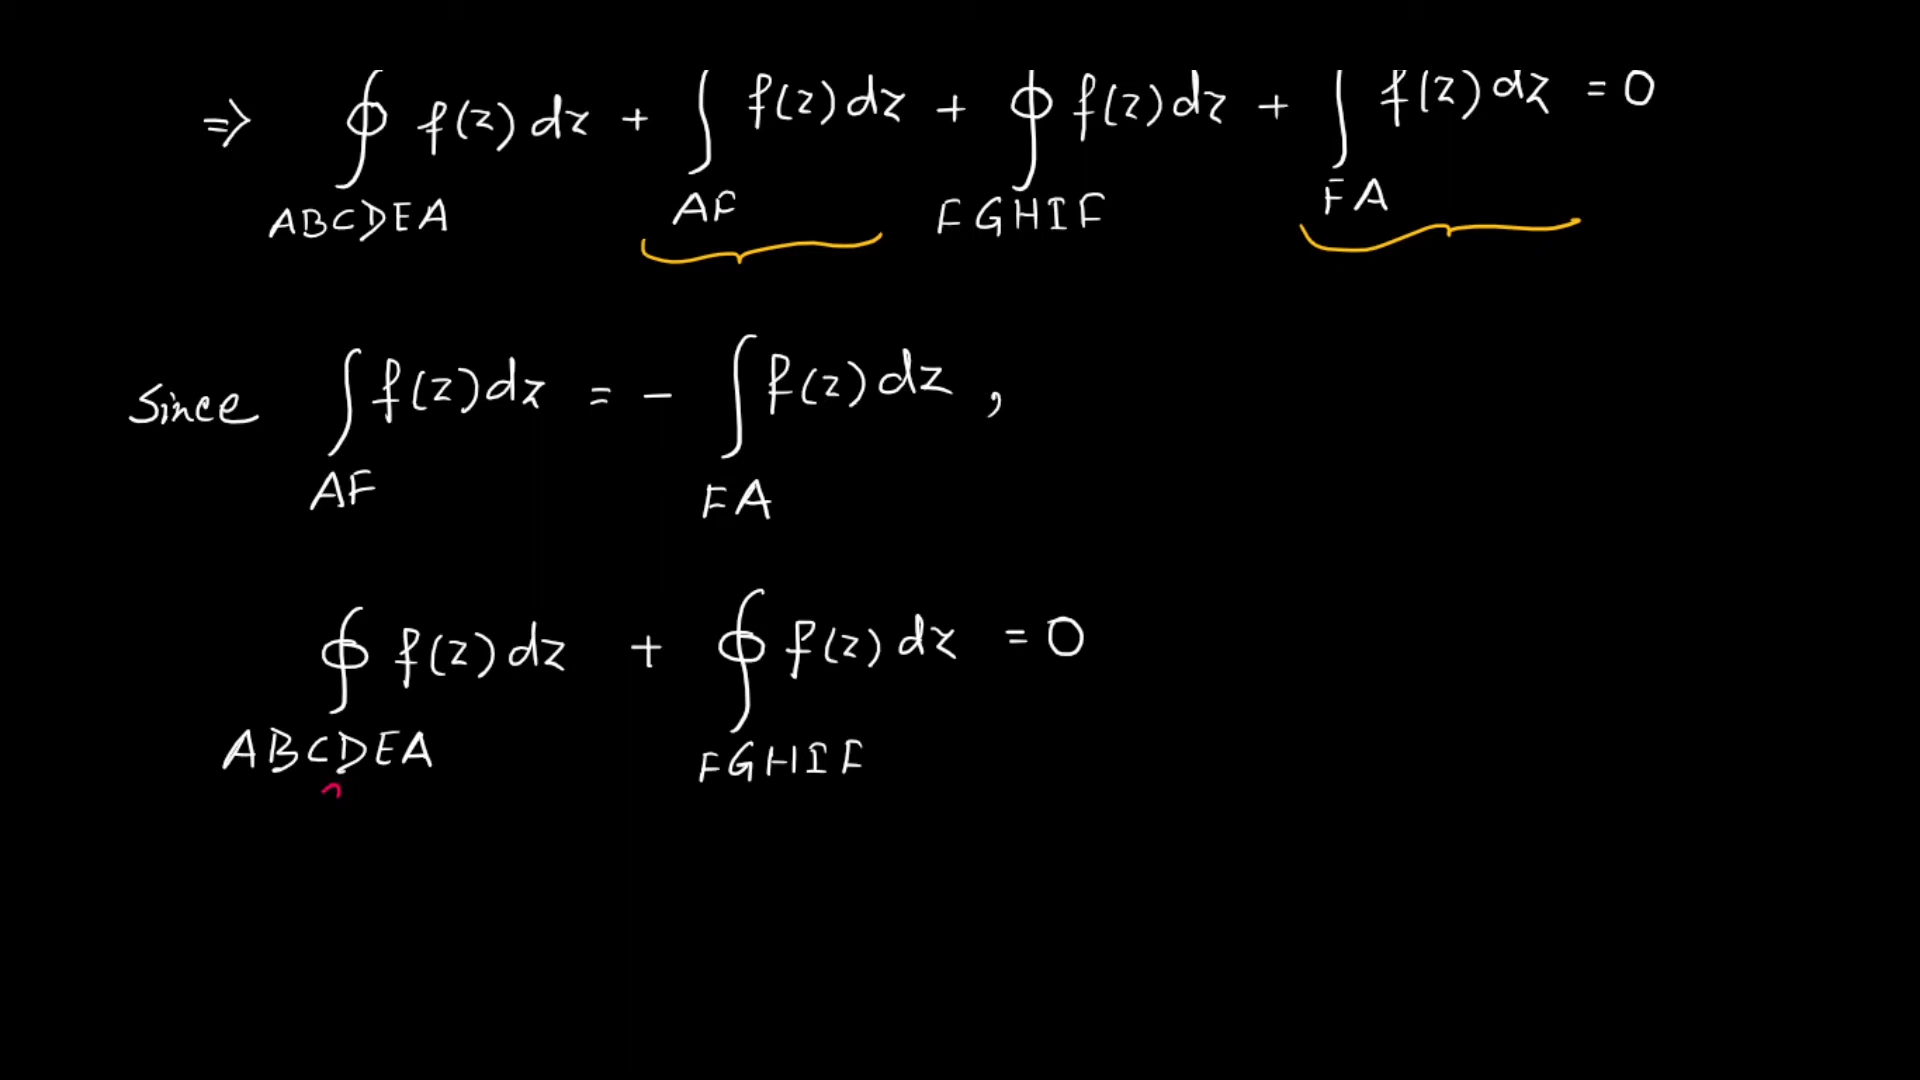 ⇒ ∮ f(z) dz + ∫ f(z) dz + ∮ f(z) dz + ∫ f(z) dz = 0
ABCDEA AF FGHIF FA
Since ∫ f(z) dz = - ∫ f(z) dz ,
AF FA
∮ f(z) dz + ∮ f(z) dz = 0
ABCDEA FGHIF